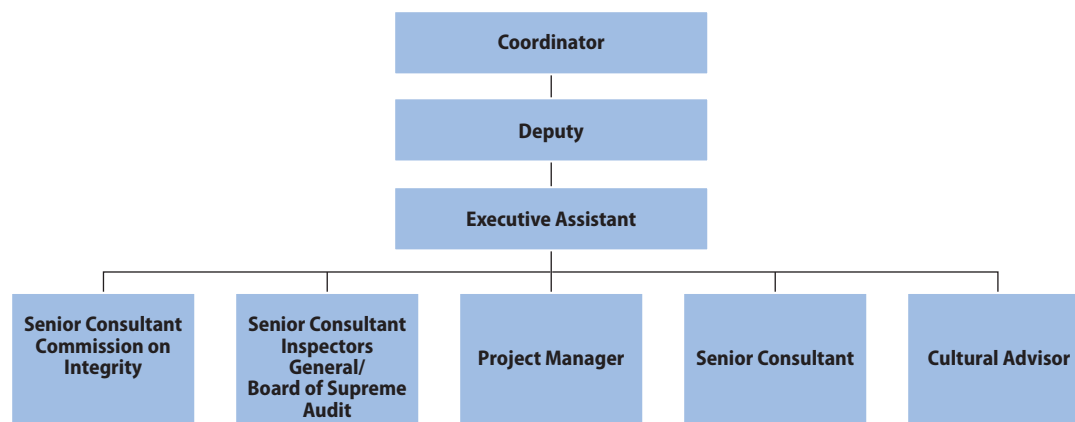 Coordinator
Deputy
Executive Assistant
Senior Consultant
Commission on
Integrity
Senior Consultant
Inspectors
General/
Board of Supreme
Audit
Project Manager
Senior Consultant
Cultural Advisor